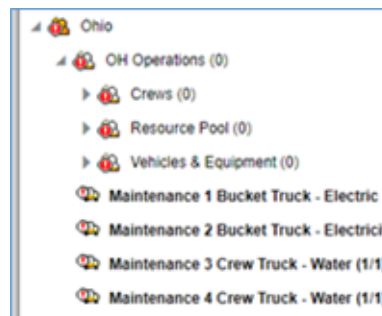 Ohio
OH Operations (0)
Crews (0)
Resource Pool (0)
Vehicles & Equipment (0)
Maintenance 1 Bucket Truck - Electric
Maintenance 2 Bucket Truck - Electrici
Maintenance 3 Crew Truck - Water (1/1
Maintenance 4 Crew Truck - Water (1/1